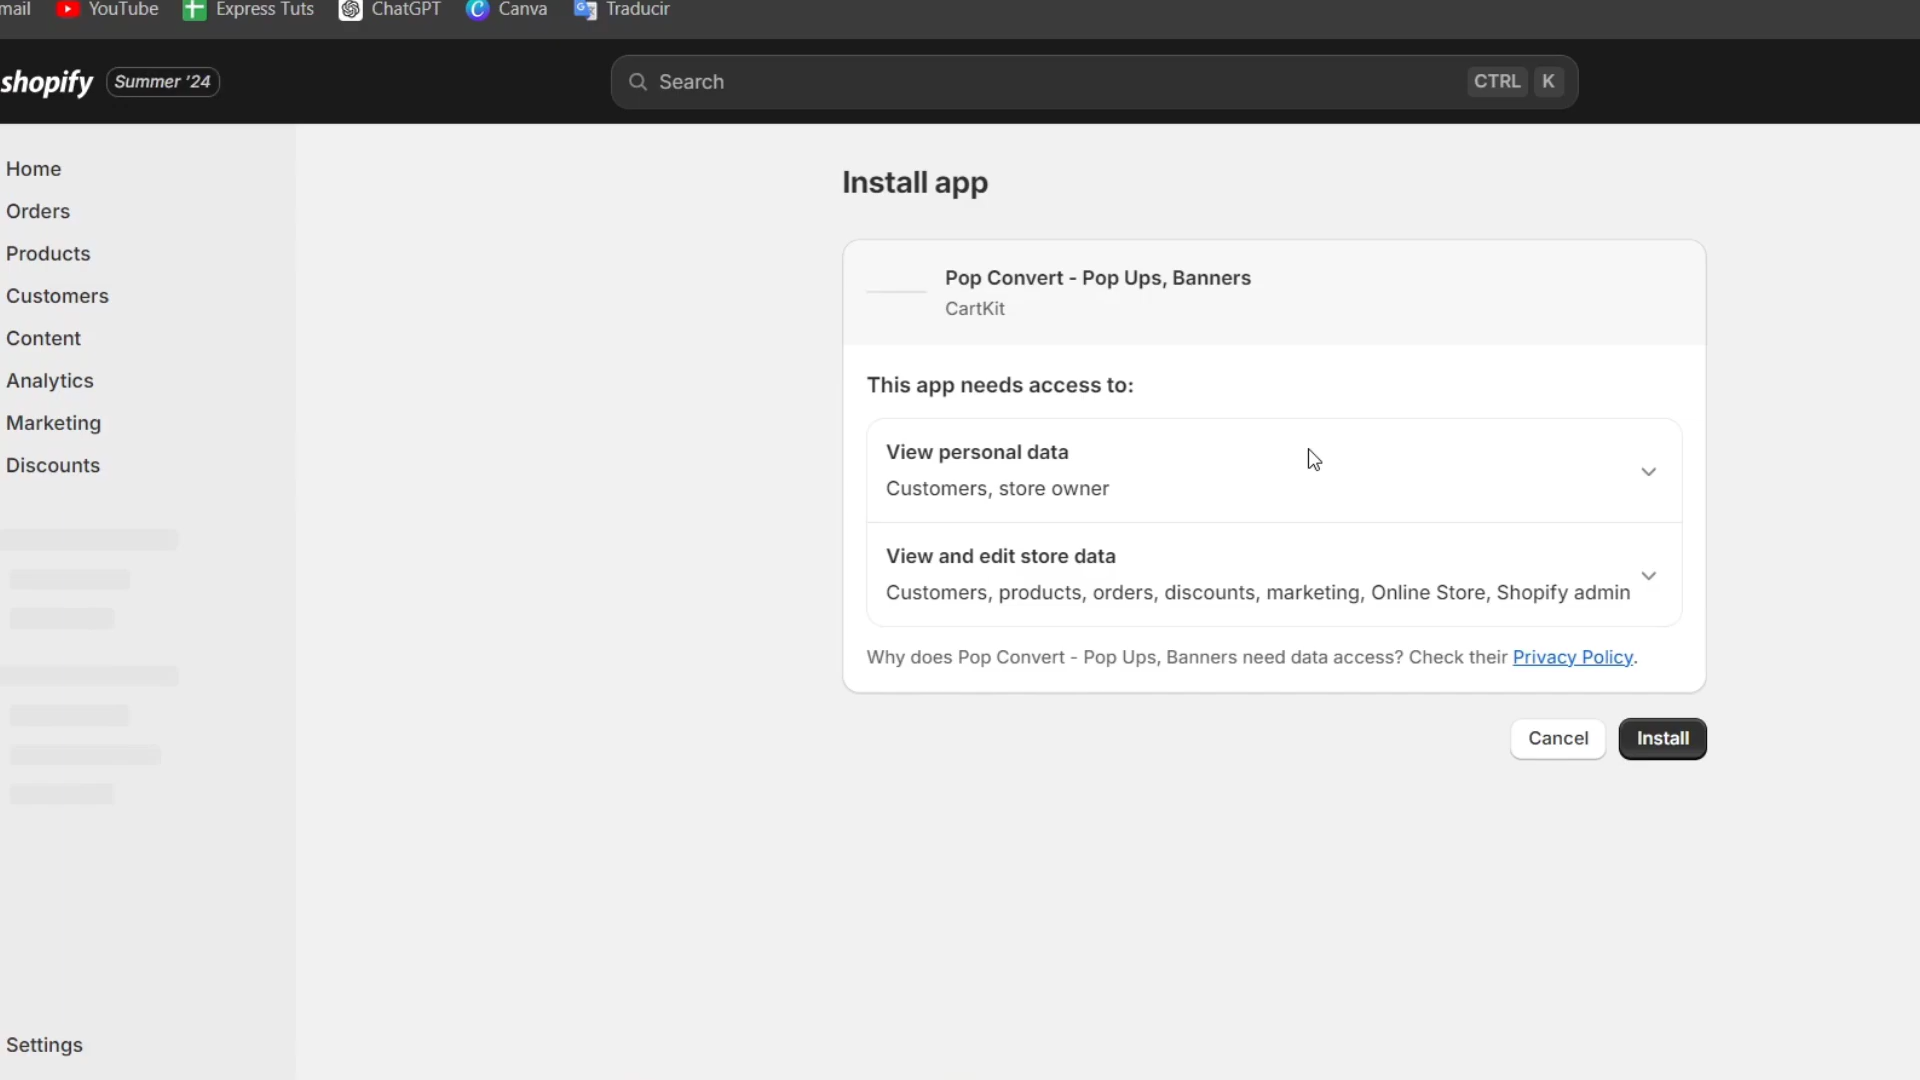 mail YouTube Express Tuts ChatGPT Canva Traducir
shopify Summer '24 Search CTRL K
Home
Orders
Products
Customers
Content
Analytics
Marketing
Discounts
Settings
Install app
Pop Convert - Pop Ups, Banners
CartKit
This app needs access to:
View personal data
Customers, store owner
View and edit store data
Customers, products, orders, discounts, marketing, Online Store, Shopify admin
Why does Pop Convert - Pop Ups, Banners need data access? Check their Privacy Policy.
Cancel Install